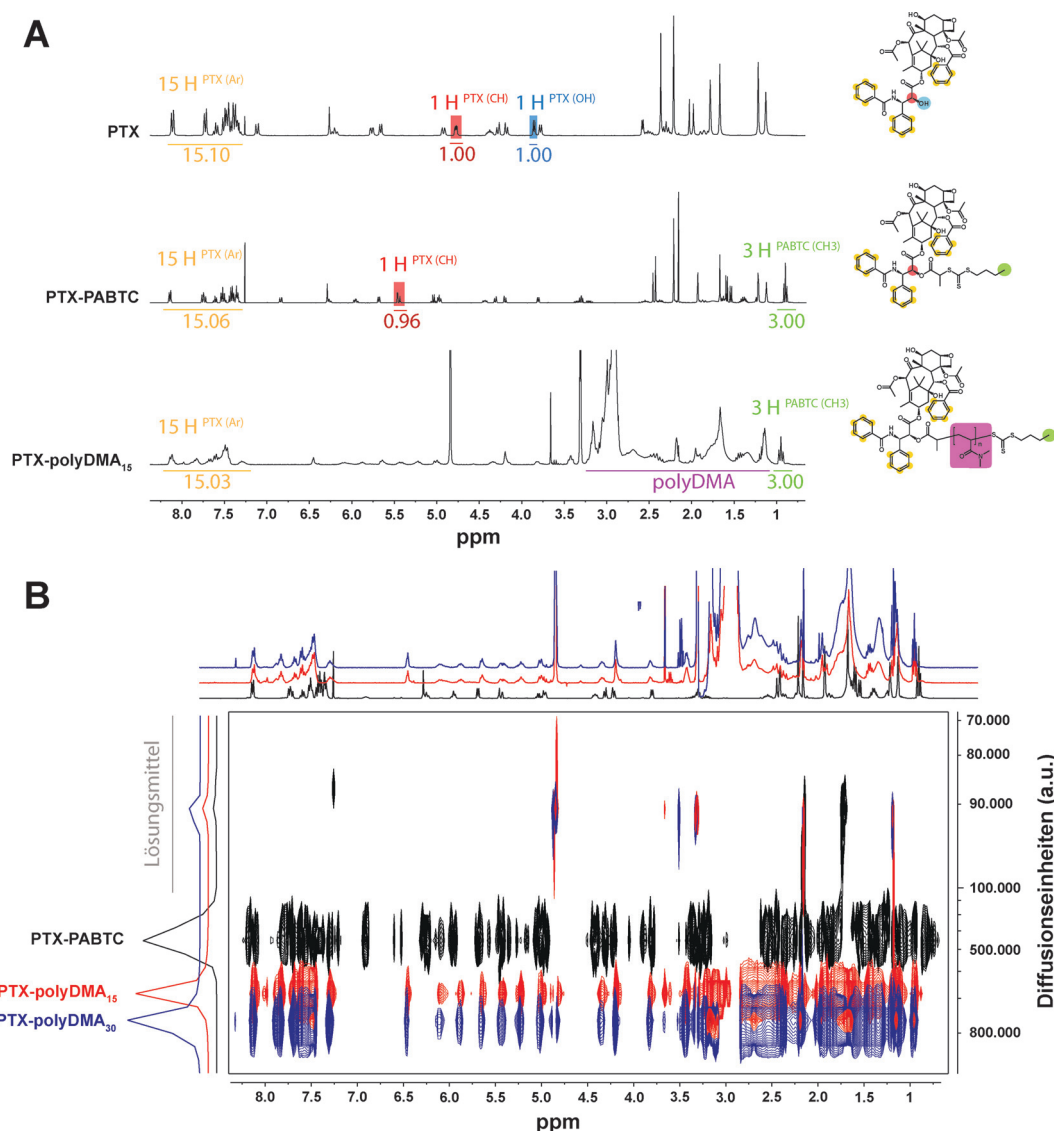 A
15 H PTX (Ar)
1 H PTX (CH)
1 H PTX (OH)
PTX
15.10
1.00
1.00
15 H PTX (Ar)
1 H PTX (CH)
3 H PABTC (CH3)
PTX-PABTC
15.06
0.96
3.00
15 H PTX (Ar)
3 H PABTC (CH3)
PTX-polyDMA15
15.03
polyDMA
3.00
8.0 7.5 7.0 6.5 6.0 5.5 5.0 4.5 4.0 3.5 3.0 2.5 2.0 1.5 1
ppm
B
Lösungsmittel
PTX-PABTC
PTX-polyDMA15
PTX-polyDMA30
70.000
80.000
90.000
100.000
500.000
800.000
Diffusionseinheiten (a.u.)
8.0 7.5 7.0 6.5 6.0 5.5 5.0 4.5 4.0 3.5 3.0 2.5 2.0 1.5 1
ppm